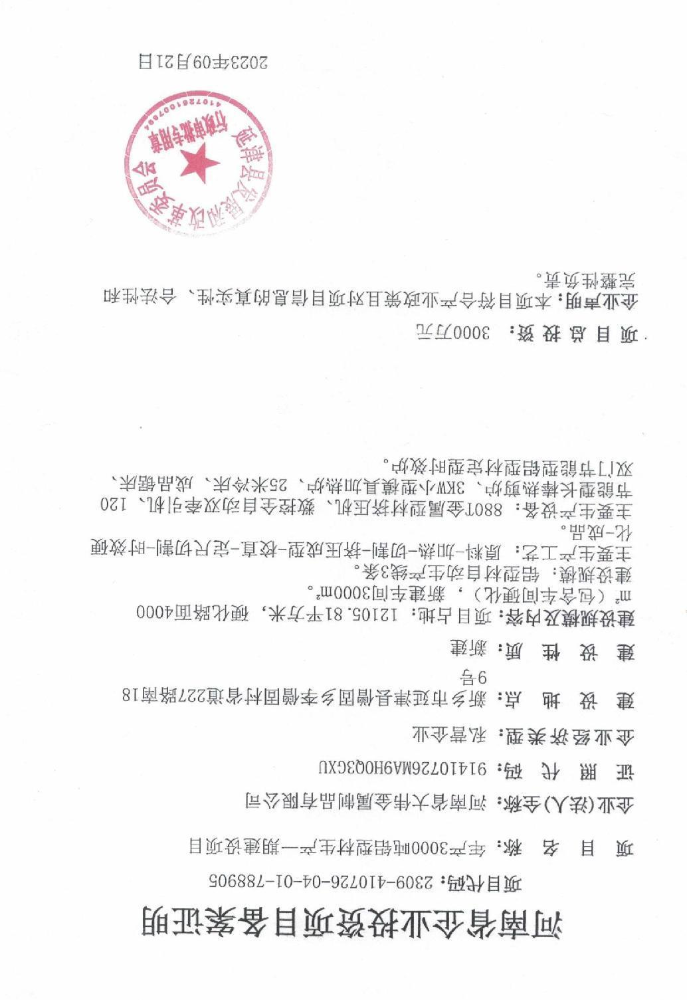 河南省企业投资项目备案证明
项目代码：2309-410726-04-01-788905
项目名称：年产3000吨铝型材生产一期建设项目
企业(法人)全称：河南省大伟金属制品有限公司
证照代码：91410726MA9H0Q3GXU
企业经济类型：私营企业
建设地点：新乡市延津县僧固乡李僧固村省道227路南18
9号
建设性质：新建
建设规模及内容：项目占地：12105.81平方米，硬化路面4000
㎡（包含车间硬化），新建车间3000㎡。
建设规模：铝型材自动生产线3条。
主要生产工艺：原料-加热-切割-挤压成型-校直-定尺切割-时效硬
化-成品。
主要生产设备：880T金属型材挤压机、数控全自动双牵引机、120
节能型长棒热剪炉、3KW小型模具加热炉、25米冷床、成品锯床、
双门节能型铝型材定型时效炉。
项目总投资：3000万元
企业声明：本项目符合产业政策且对项目信息的真实性、合法性和
完整性负责。
延津县发展和改革委员会
行政审批专用章
4107261007694
2023年09月21日